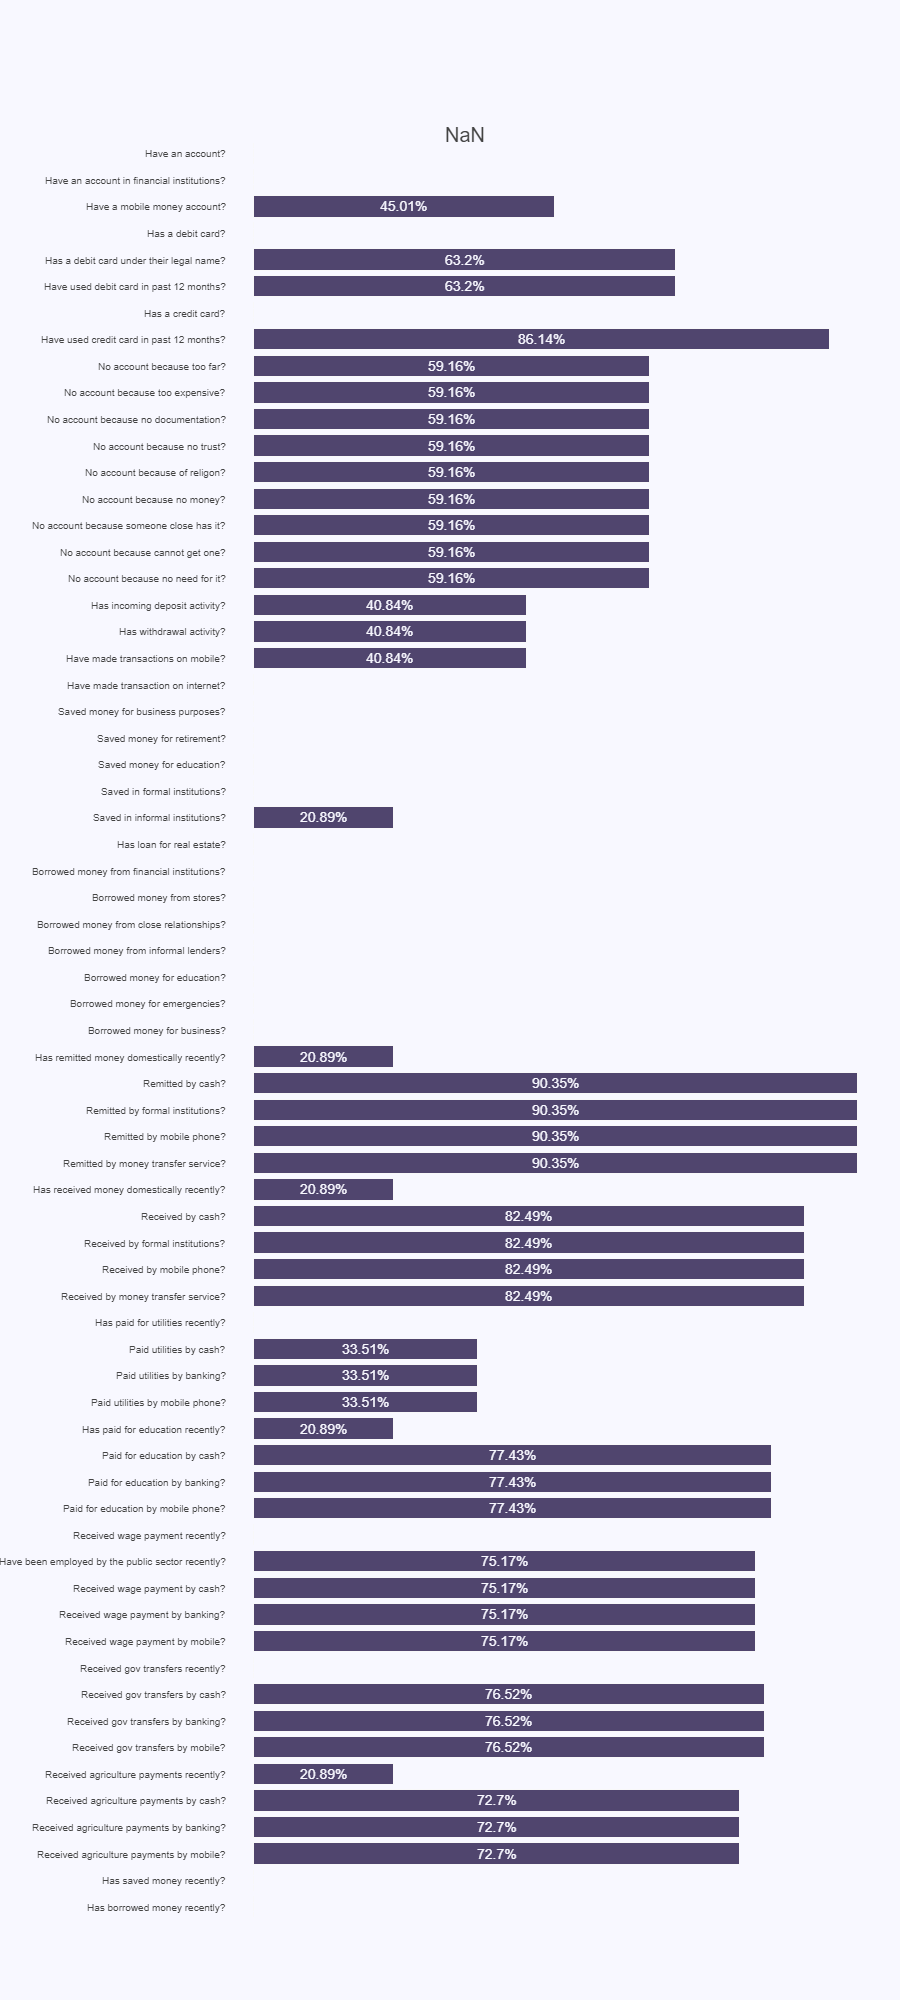 NaN
Have an account?
Have an account in financial institutions?
Have a mobile money account? 45.01%
Has a debit card?
Has a debit card under their legal name? 63.2%
Have used debit card in past 12 months? 63.2%
Has a credit card?
Have used credit card in past 12 months? 86.14%
No account because too far? 59.16%
No account because too expensive? 59.16%
No account because no documentation? 59.16%
No account because no trust? 59.16%
No account because of religon? 59.16%
No account because no money? 59.16%
No account because someone close has it? 59.16%
No account because cannot get one? 59.16%
No account because no need for it? 59.16%
Has incoming deposit activity? 40.84%
Has withdrawal activity? 40.84%
Have made transactions on mobile? 40.84%
Have made transaction on internet?
Saved money for business purposes?
Saved money for retirement?
Saved money for education?
Saved in formal institutions?
Saved in informal institutions? 20.89%
Has loan for real estate?
Borrowed money from financial institutions?
Borrowed money from stores?
Borrowed money from close relationships?
Borrowed money from informal lenders?
Borrowed money for education?
Borrowed money for emergencies?
Borrowed money for business?
Has remitted money domestically recently? 20.89%
Remitted by cash? 90.35%
Remitted by formal institutions? 90.35%
Remitted by mobile phone? 90.35%
Remitted by money transfer service? 90.35%
Has received money domestically recently? 20.89%
Received by cash? 82.49%
Received by formal institutions? 82.49%
Received by mobile phone? 82.49%
Received by money transfer service? 82.49%
Has paid for utilities recently?
Paid utilities by cash? 33.51%
Paid utilities by banking? 33.51%
Paid utilities by mobile phone? 33.51%
Has paid for education recently? 20.89%
Paid for education by cash? 77.43%
Paid for education by banking? 77.43%
Paid for education by mobile phone? 77.43%
Received wage payment recently?
Have been employed by the public sector recently? 75.17%
Received wage payment by cash? 75.17%
Received wage payment by banking? 75.17%
Received wage payment by mobile? 75.17%
Received gov transfers recently?
Received gov transfers by cash? 76.52%
Received gov transfers by banking? 76.52%
Received gov transfers by mobile? 76.52%
Received agriculture payments recently? 20.89%
Received agriculture payments by cash? 72.7%
Received agriculture payments by banking? 72.7%
Received agriculture payments by mobile? 72.7%
Has saved money recently?
Has borrowed money recently?